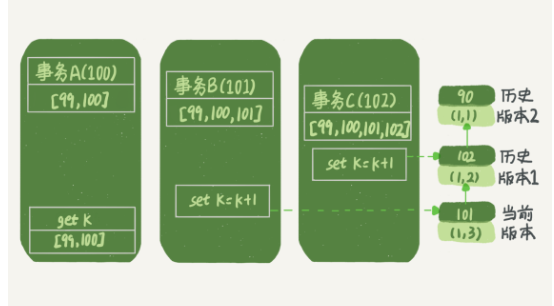 事务A(100)
[99,100]
get k
[99,100]
事务B(101)
[99,100,101]
set k=k+1
事务C(102)
[99,100,101,102]
set k=k+1
90
(1,1)
历史
版本2
102
(1,2)
历史
版本1
101
(1,3)
当前
版本